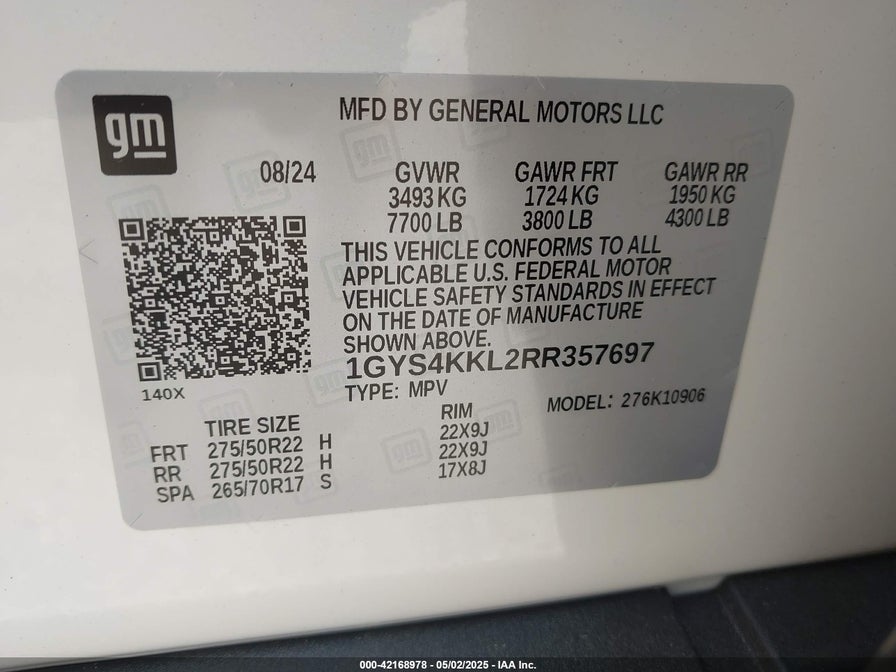 gm
MFD BY GENERAL MOTORS LLC
08/24
GVWR GAWR FRT GAWR RR
3493 KG 1724 KG 1950 KG
7700 LB 3800 LB 4300 LB
THIS VEHICLE CONFORMS TO ALL
APPLICABLE U.S. FEDERAL MOTOR
VEHICLE SAFETY STANDARDS IN EFFECT
ON THE DATE OF MANUFACTURE
SHOWN ABOVE.
1GYS4KKL2RR357697
TYPE: MPV
MODEL: 276K10906
140X
TIRE SIZE RIM
FRT 275/50R22 H 22X9J
RR 275/50R22 H 22X9J
SPA 265/70R17 S 17X8J
000-42168978 - 05/02/2025 - IAA Inc.